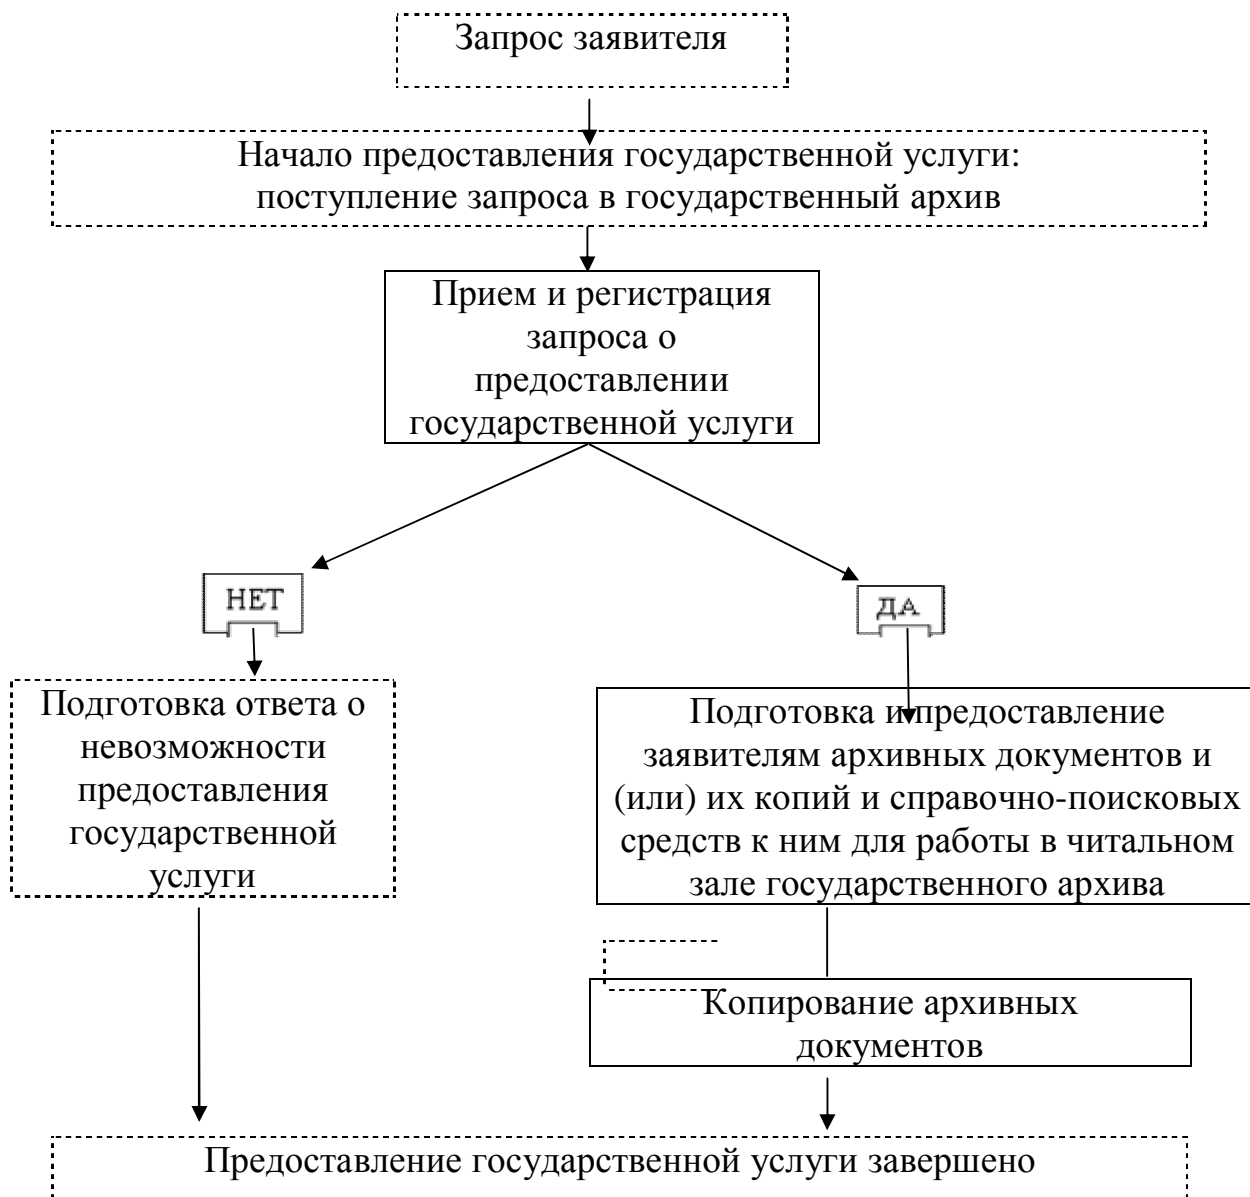 Запрос заявителя
Начало предоставления государственной услуги:
поступление запроса в государственный архив
Прием и регистрация
запроса о
предоставлении
государственной услуги
НЕТ
ДА
Подготовка ответа о
невозможности
предоставления
государственной
услуги
Подготовка и предоставление
заявителям архивных документов и
(или) их копий и справочно-поисковых
средств к ним для работы в читальном
зале государственного архива
Копирование архивных
документов
Предоставление государственной услуги завершено